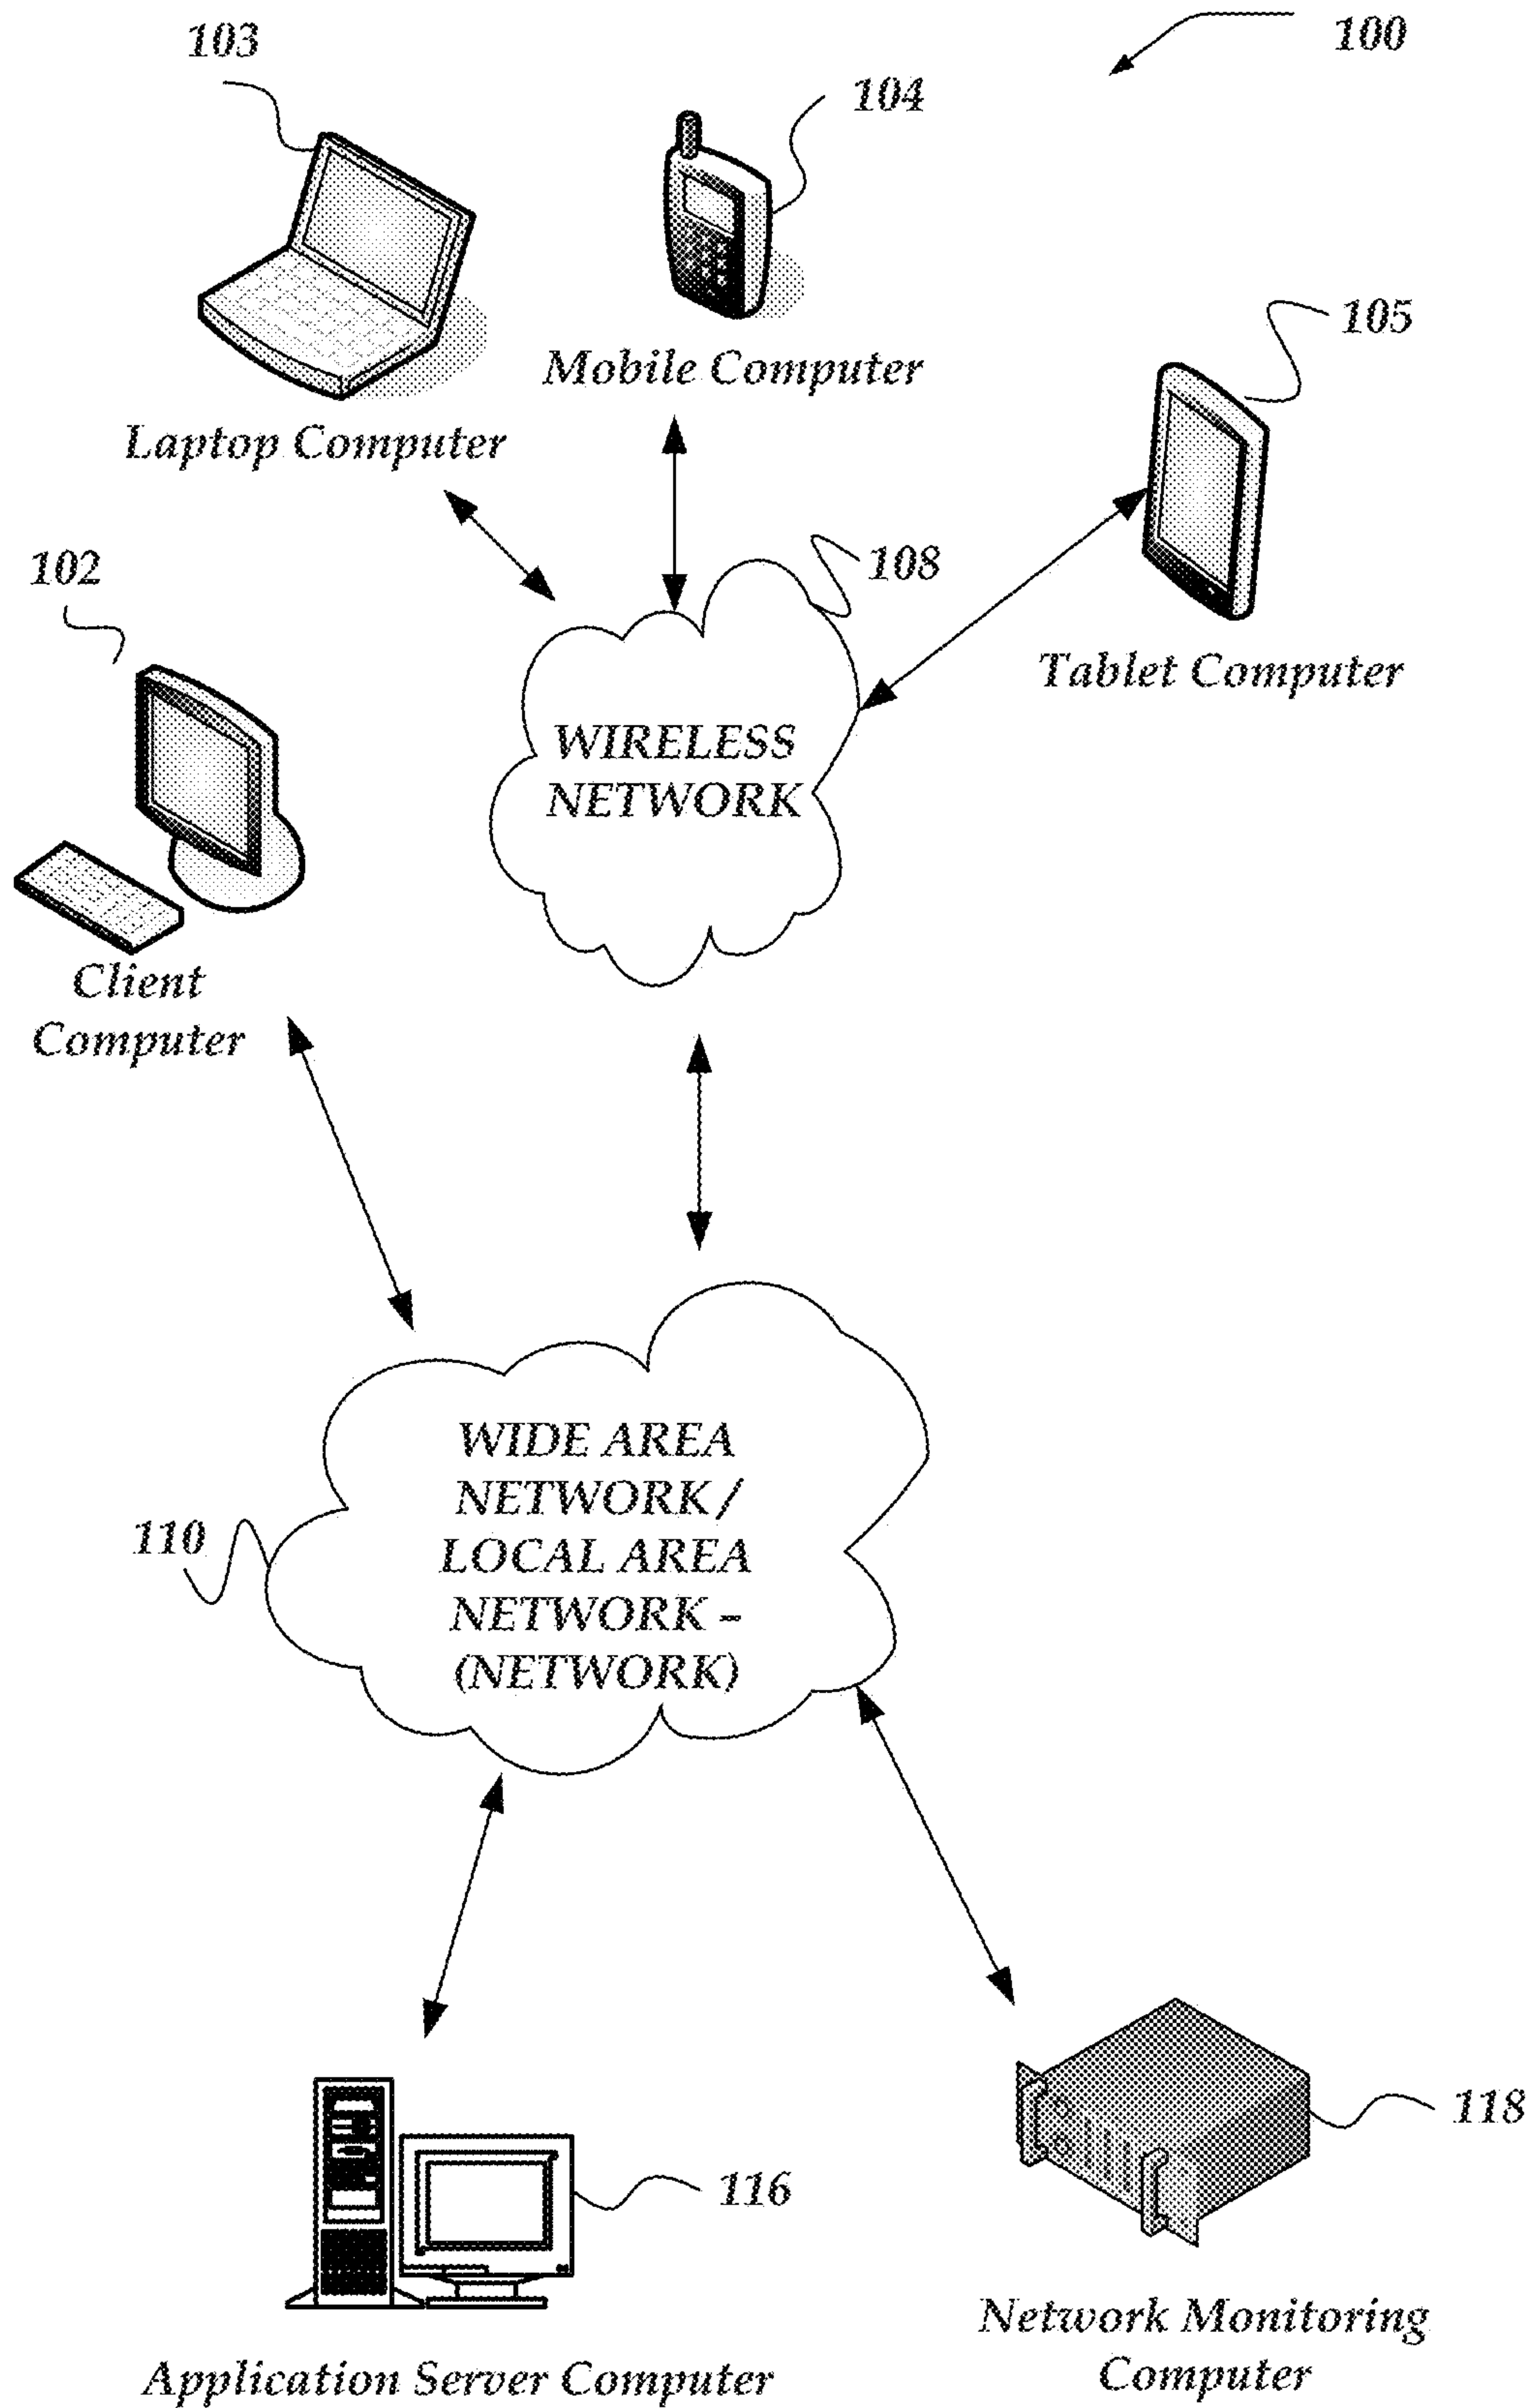 100
103
104
Mobile Computer
105
Laptop Computer
102
108
Tablet Computer
WIRELESS
NETWORK
Client
Computer
WIDE AREA
NETWORK /
LOCAL AREA
NETWORK –
(NETWORK)
110
116
118
Application Server Computer
Network Monitoring
Computer